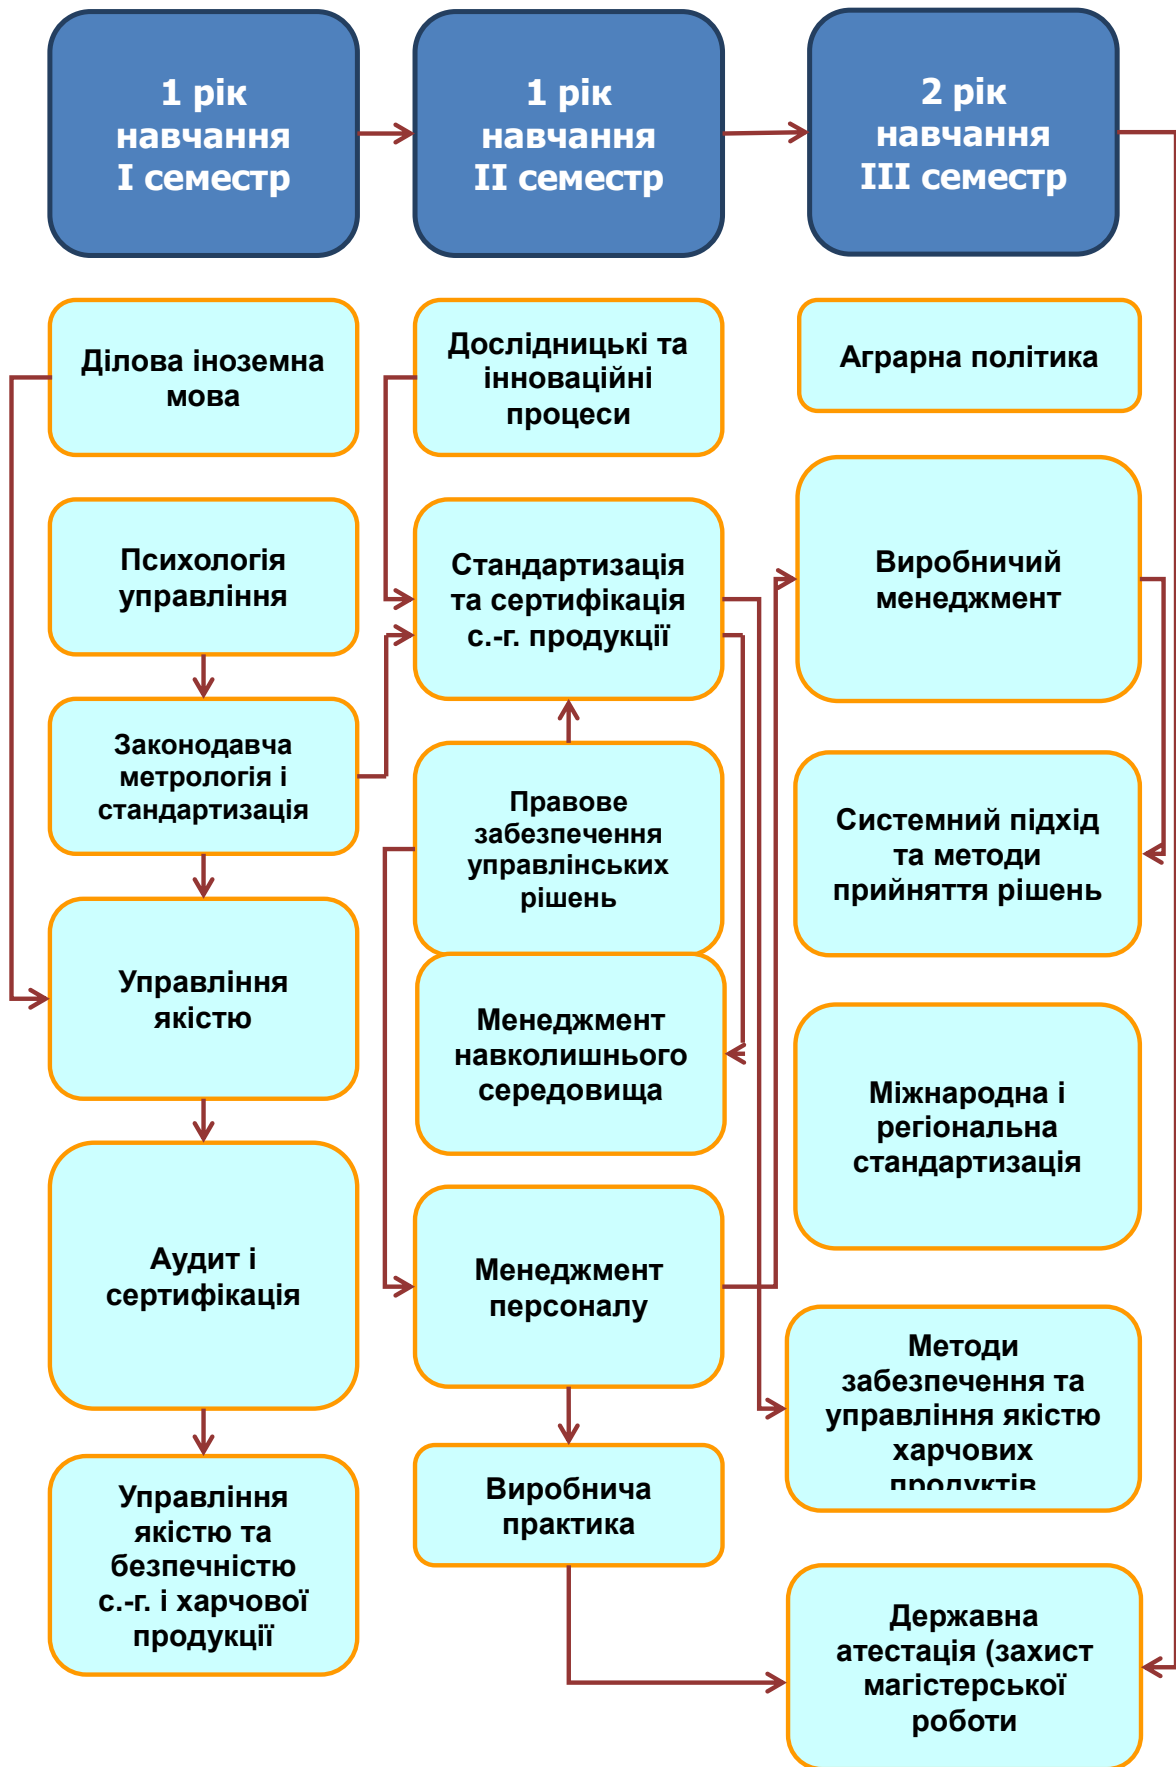 1 рік
навчання
І семестр
1 рік
навчання
ІІ семестр
2 рік
навчання
ІІІ семестр
Ділова іноземна
мова
Психологія
управління
Законодавча
метрологія і
стандартизація
Управління
якістю
Аудит і
сертифікація
Управління
якістю та
безпечністю
с.-г. і харчової
продукції
Дослідницькі та
інноваційні
процеси
Стандартизація
та сертифікація
с.-г. продукції
Правове
забезпечення
управлінських
рішень
Менеджмент
навколишнього
середовища
Менеджмент
персоналу
Виробнича
практика
Аграрна політика
Виробничий
менеджмент
Системний підхід
та методи
прийняття рішень
Міжнародна і
регіональна
стандартизація
Методи
забезпечення та
управління якістю
харчових
продуктів
Державна
атестація (захист
магістерської
роботи